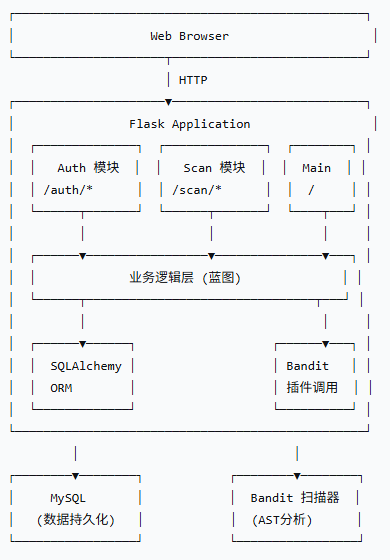 Web Browser
HTTP
Flask Application
Auth 模块 Scan 模块 Main
/auth/* /scan/* /
业务逻辑层 (蓝图)
SQLAlchemy Bandit
ORM 插件调用
MySQL Bandit 扫描器
(数据持久化) (AST分析)